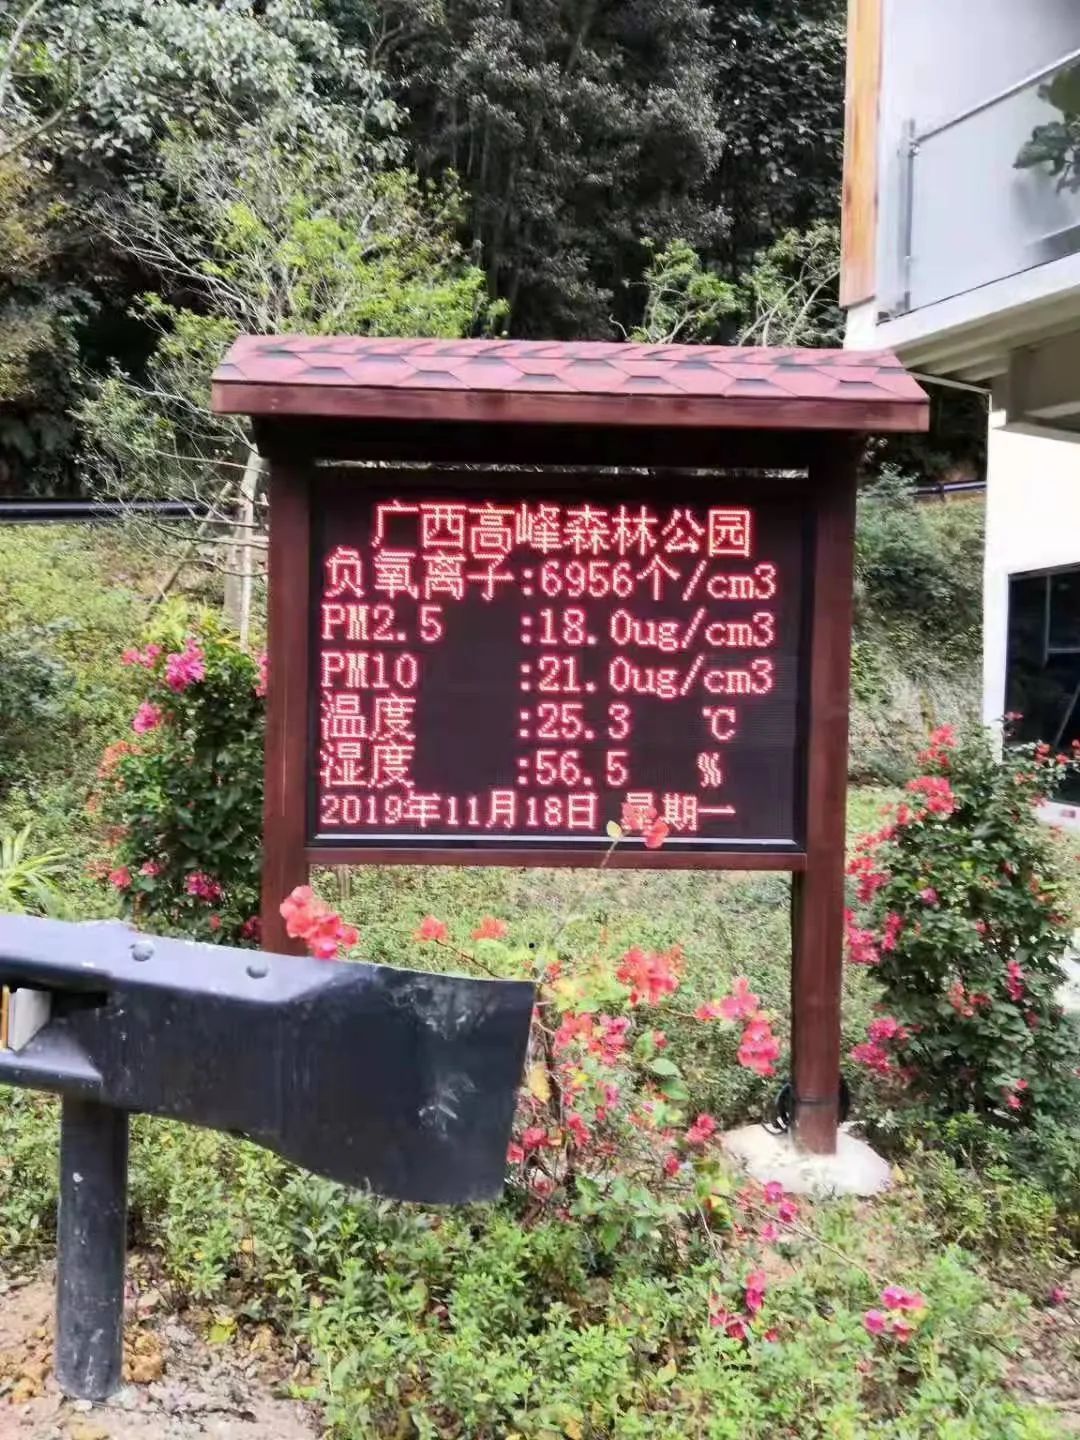 广西高峰森林公园
负氧离子:6956个/cm3
PM2.5 :18.0ug/cm3
PM10 :21.0ug/cm3
温度 :25.3 ℃
湿度 :56.5 %
2019年11月18日 星期一